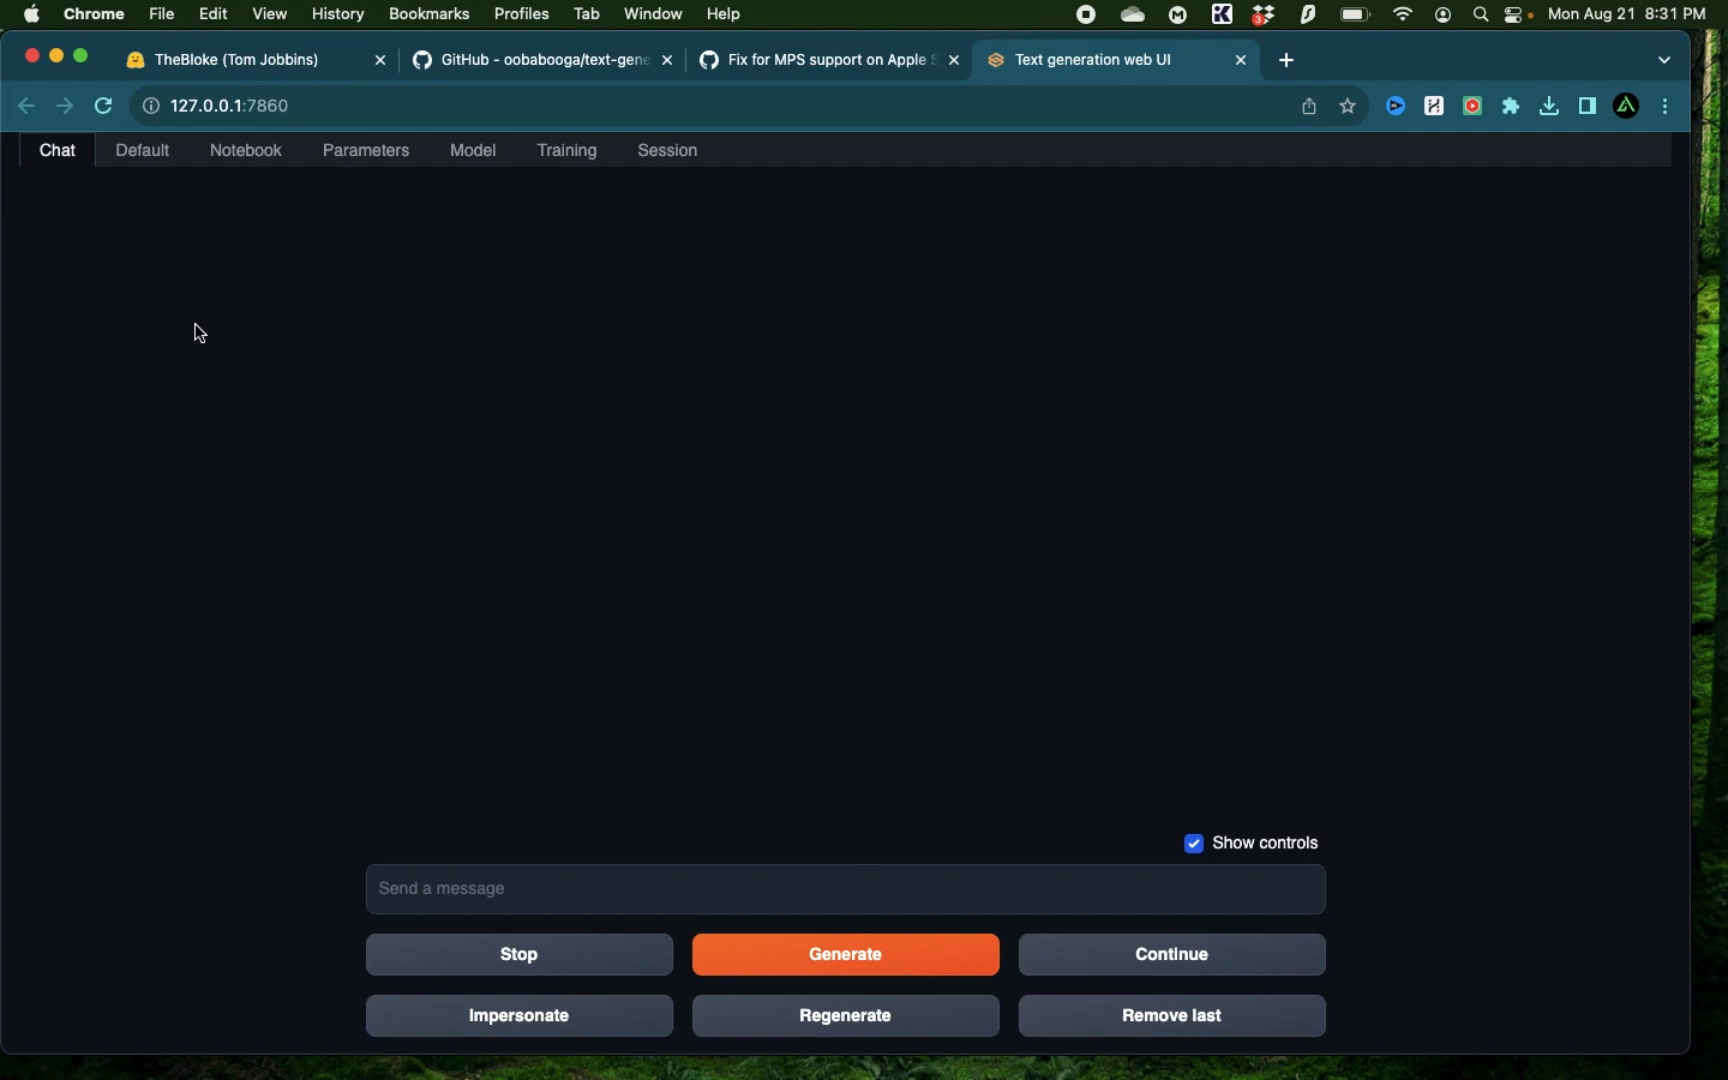 Chrome File Edit View History Bookmarks Profiles Tab Window Help 3 Mon Aug 21 8:31 PM
TheBloke (Tom Jobbins) GitHub - oobabooga/text-gene Fix for MPS support on Apple S Text generation web UI
127.0.0.1:7860
Chat Default Notebook Parameters Model Training Session
Show controls
Send a message
Stop Generate Continue
Impersonate Regenerate Remove last